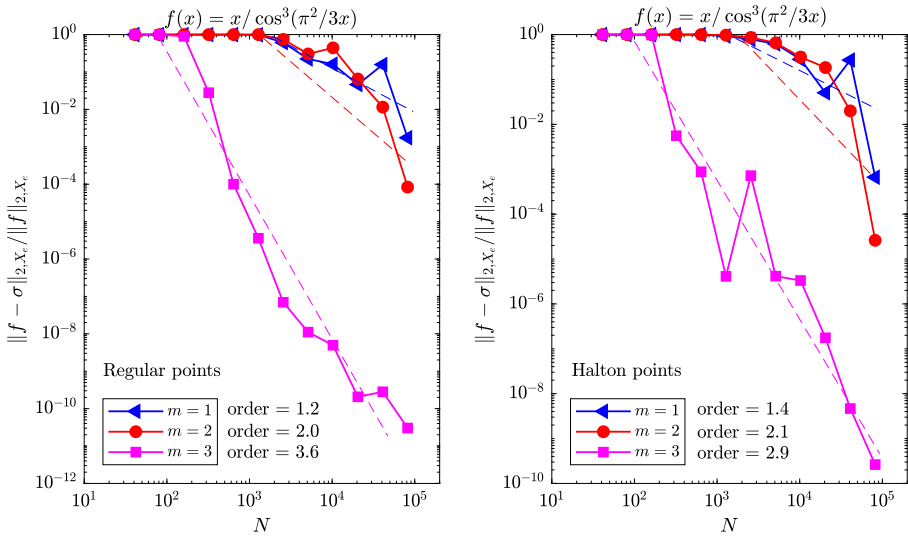 f(x) = x/cos³(π²/3x)
10⁰
10⁻²
10⁻⁴
10⁻⁶
10⁻⁸
10⁻¹⁰
10⁻¹²
‖f − σ‖₂,Xₑ/‖f‖₂,Xₑ
Regular points
m = 1 order = 1.2
m = 2 order = 2.0
m = 3 order = 3.6
10¹ 10² 10³ 10⁴ 10⁵
N
f(x) = x/cos³(π²/3x)
10⁰
10⁻²
10⁻⁴
10⁻⁶
10⁻⁸
10⁻¹⁰
‖f − σ‖₂,Xₑ/‖f‖₂,Xₑ
Halton points
m = 1 order = 1.4
m = 2 order = 2.1
m = 3 order = 2.9
10¹ 10² 10³ 10⁴ 10⁵
N